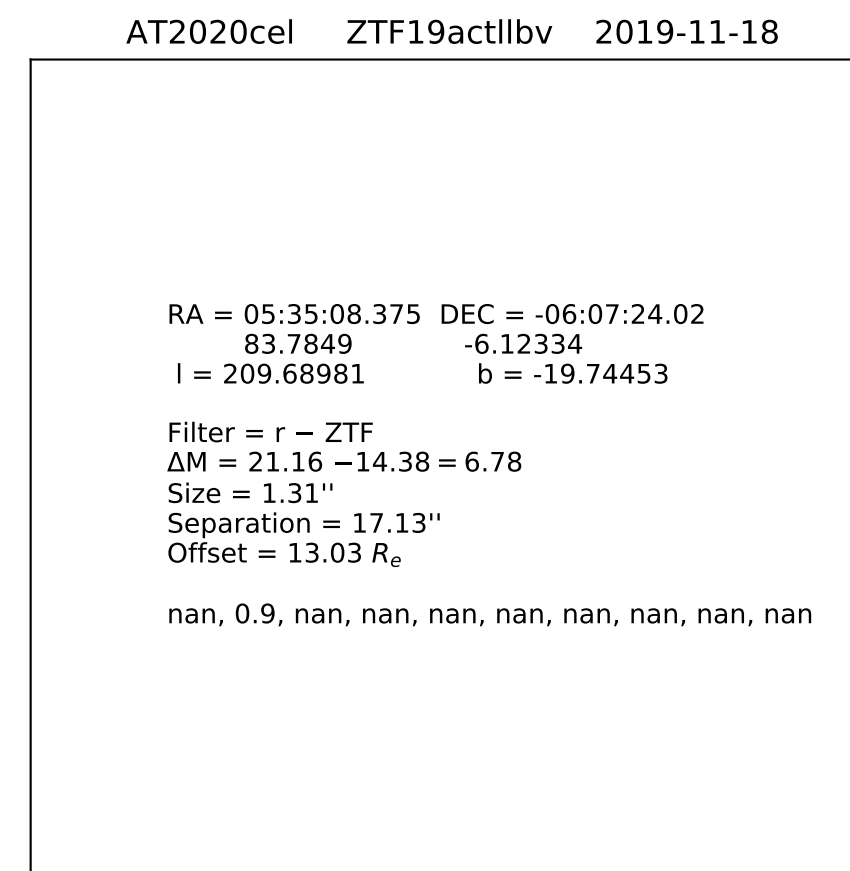 AT2020cel ZTF19actllbv 2019-11-18
RA = 05:35:08.375 DEC = -06:07:24.02
83.7849 -6.12334
l = 209.68981 b = -19.74453
Filter = r − ZTF
ΔM = 21.16 −14.38 = 6.78
Size = 1.31''
Separation = 17.13''
Offset = 13.03 Rₑ
nan, 0.9, nan, nan, nan, nan, nan, nan, nan, nan